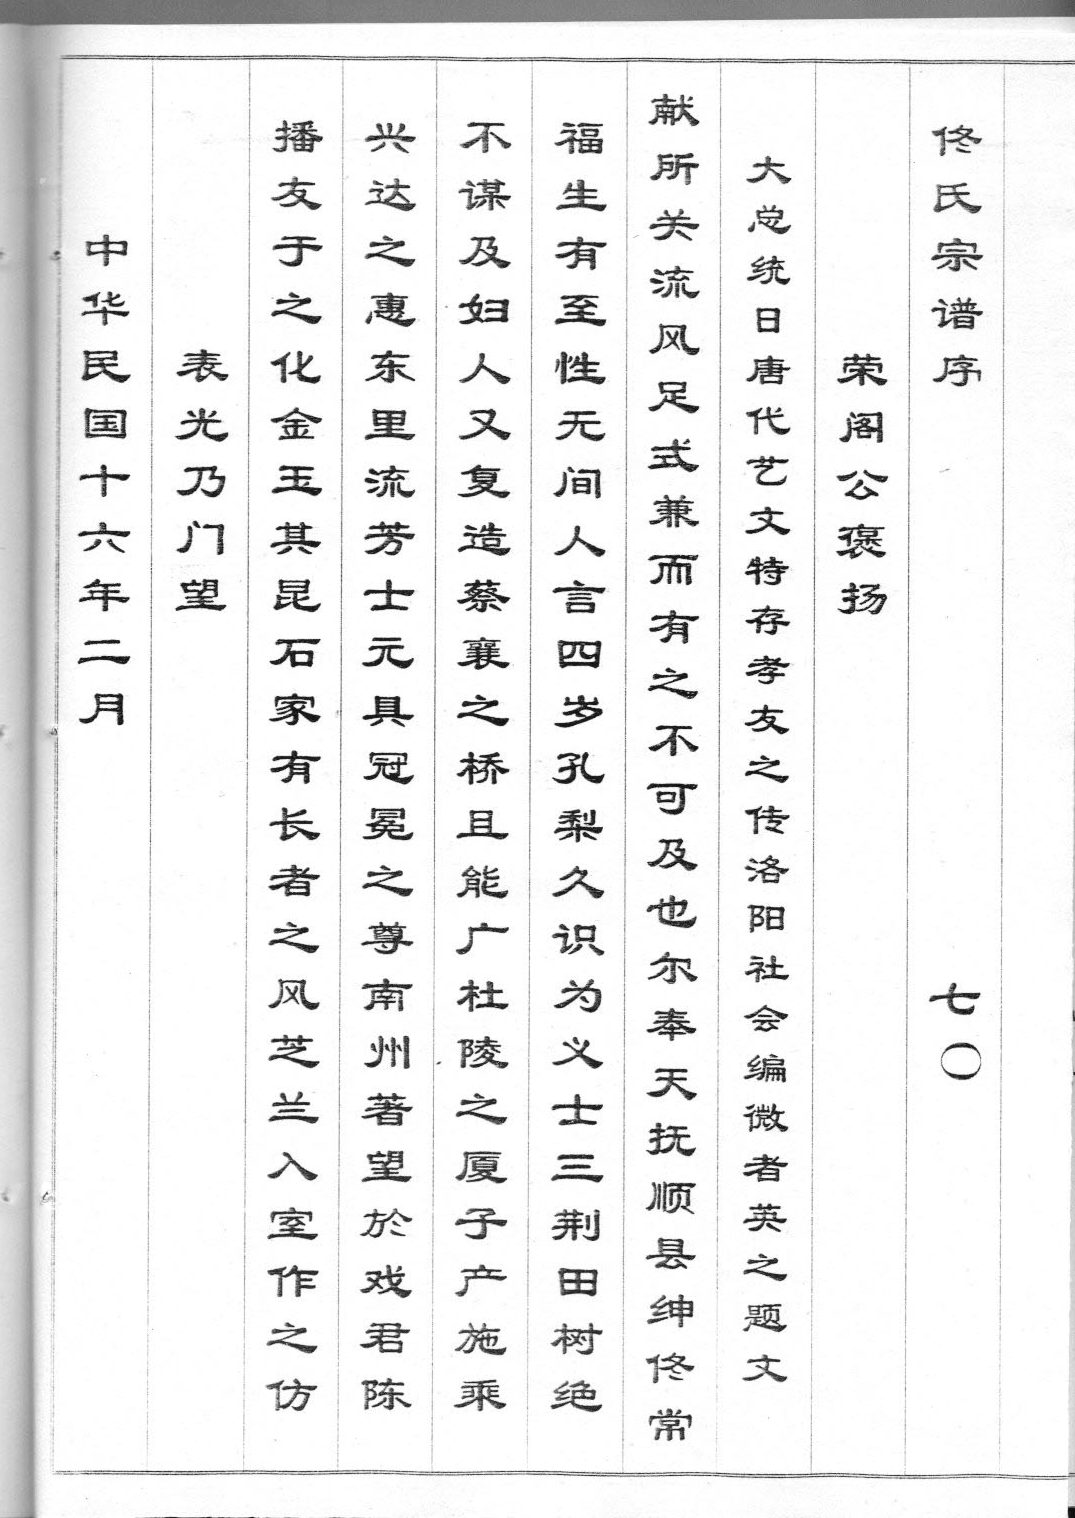 佟氏宗谱序　七〇
荣阁公褒扬
大总统日唐代艺文特存孝友之传洛阳社会编微者英之题文
献所关流风足式兼而有之不可及也尔奉天抚顺县绅佟常
福生有至性无间人言四岁孔梨久识为义士三荆田树绝
不谋及妇人又复造蔡襄之桥且能广杜陵之厦子产施乘
兴达之惠东里流芳士元具冠冕之尊南州著望於戏君陈
播友于之化金玉其昆石家有长者之风芝兰入室作之仿
表光乃门望
中华民国十六年二月